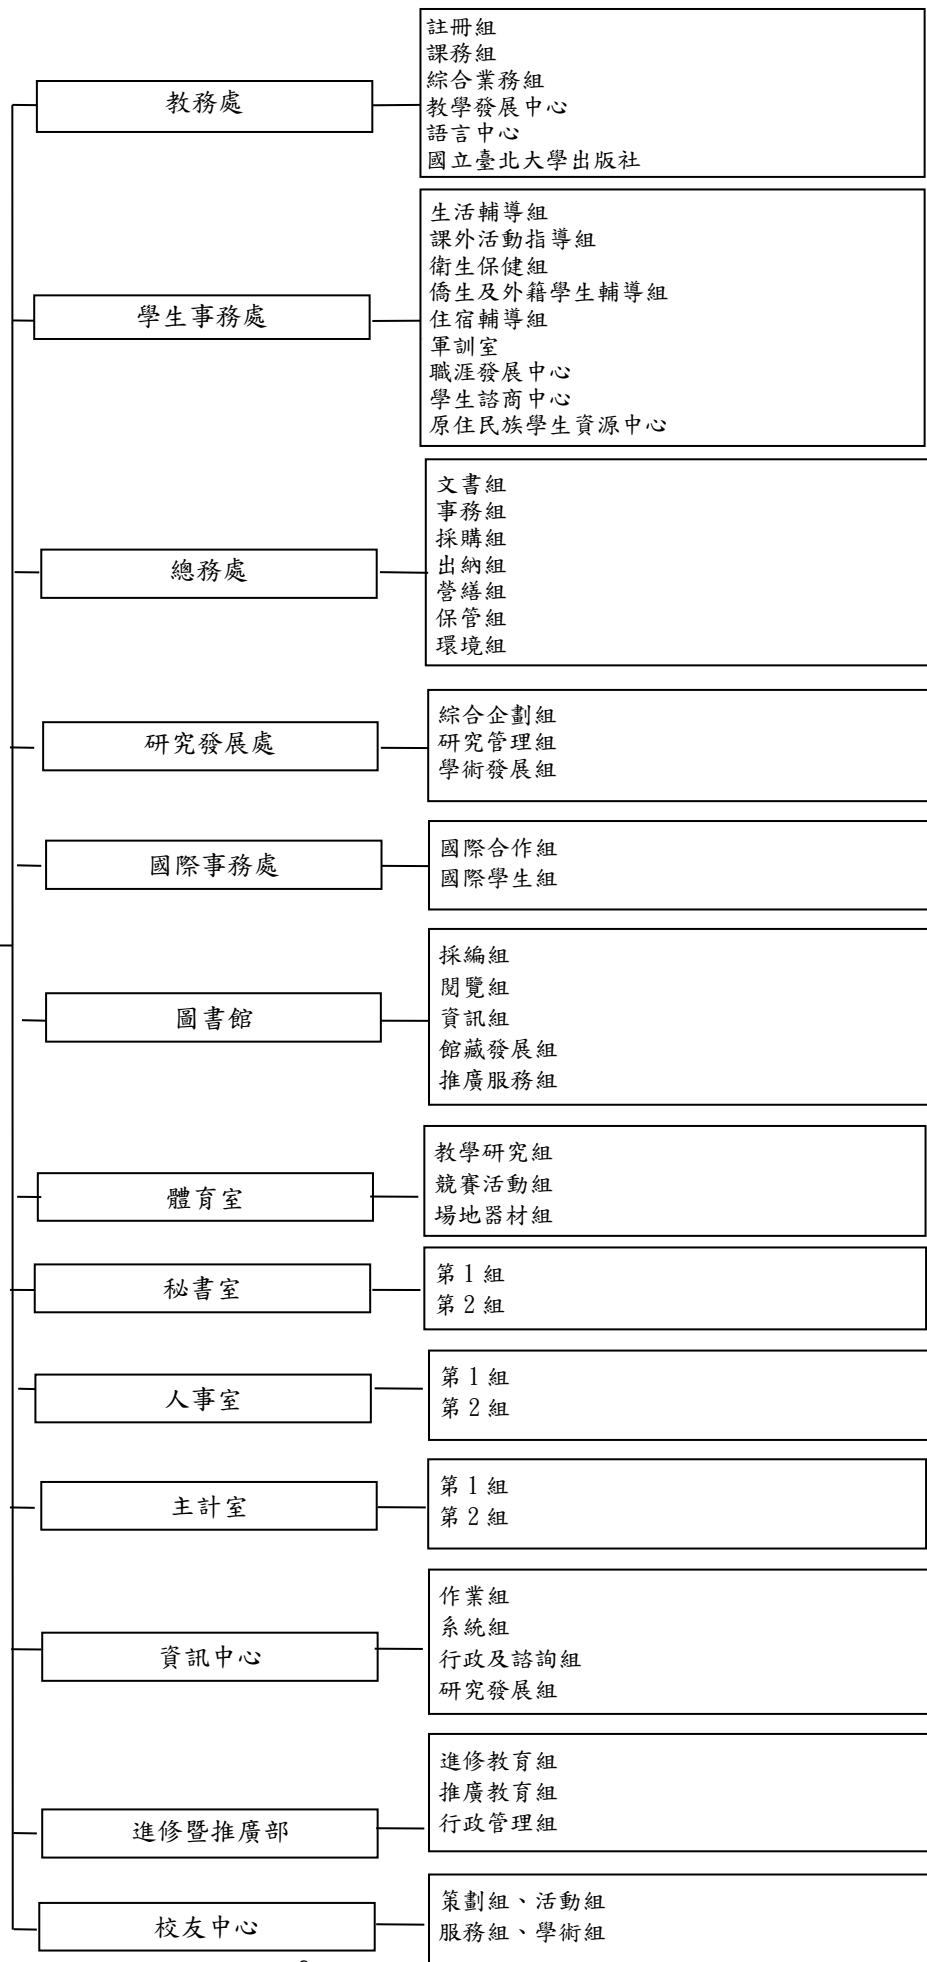 教務處
註冊組
課務組
綜合業務組
教學發展中心
語言中心
國立臺北大學出版社
學生事務處
生活輔導組
課外活動指導組
衛生保健組
僑生及外籍學生輔導組
住宿輔導組
軍訓室
職涯發展中心
學生諮商中心
原住民族學生資源中心
總務處
文書組
事務組
採購組
出納組
營繕組
保管組
環境組
研究發展處
綜合企劃組
研究管理組
學術發展組
國際事務處
國際合作組
國際學生組
圖書館
採編組
閱覽組
資訊組
館藏發展組
推廣服務組
體育室
教學研究組
競賽活動組
場地器材組
秘書室
第1組
第2組
人事室
第1組
第2組
主計室
第1組
第2組
資訊中心
作業組
系統組
行政及諮詢組
研究發展組
進修暨推廣部
進修教育組
推廣教育組
行政管理組
校友中心
策劃組、活動組
服務組、學術組